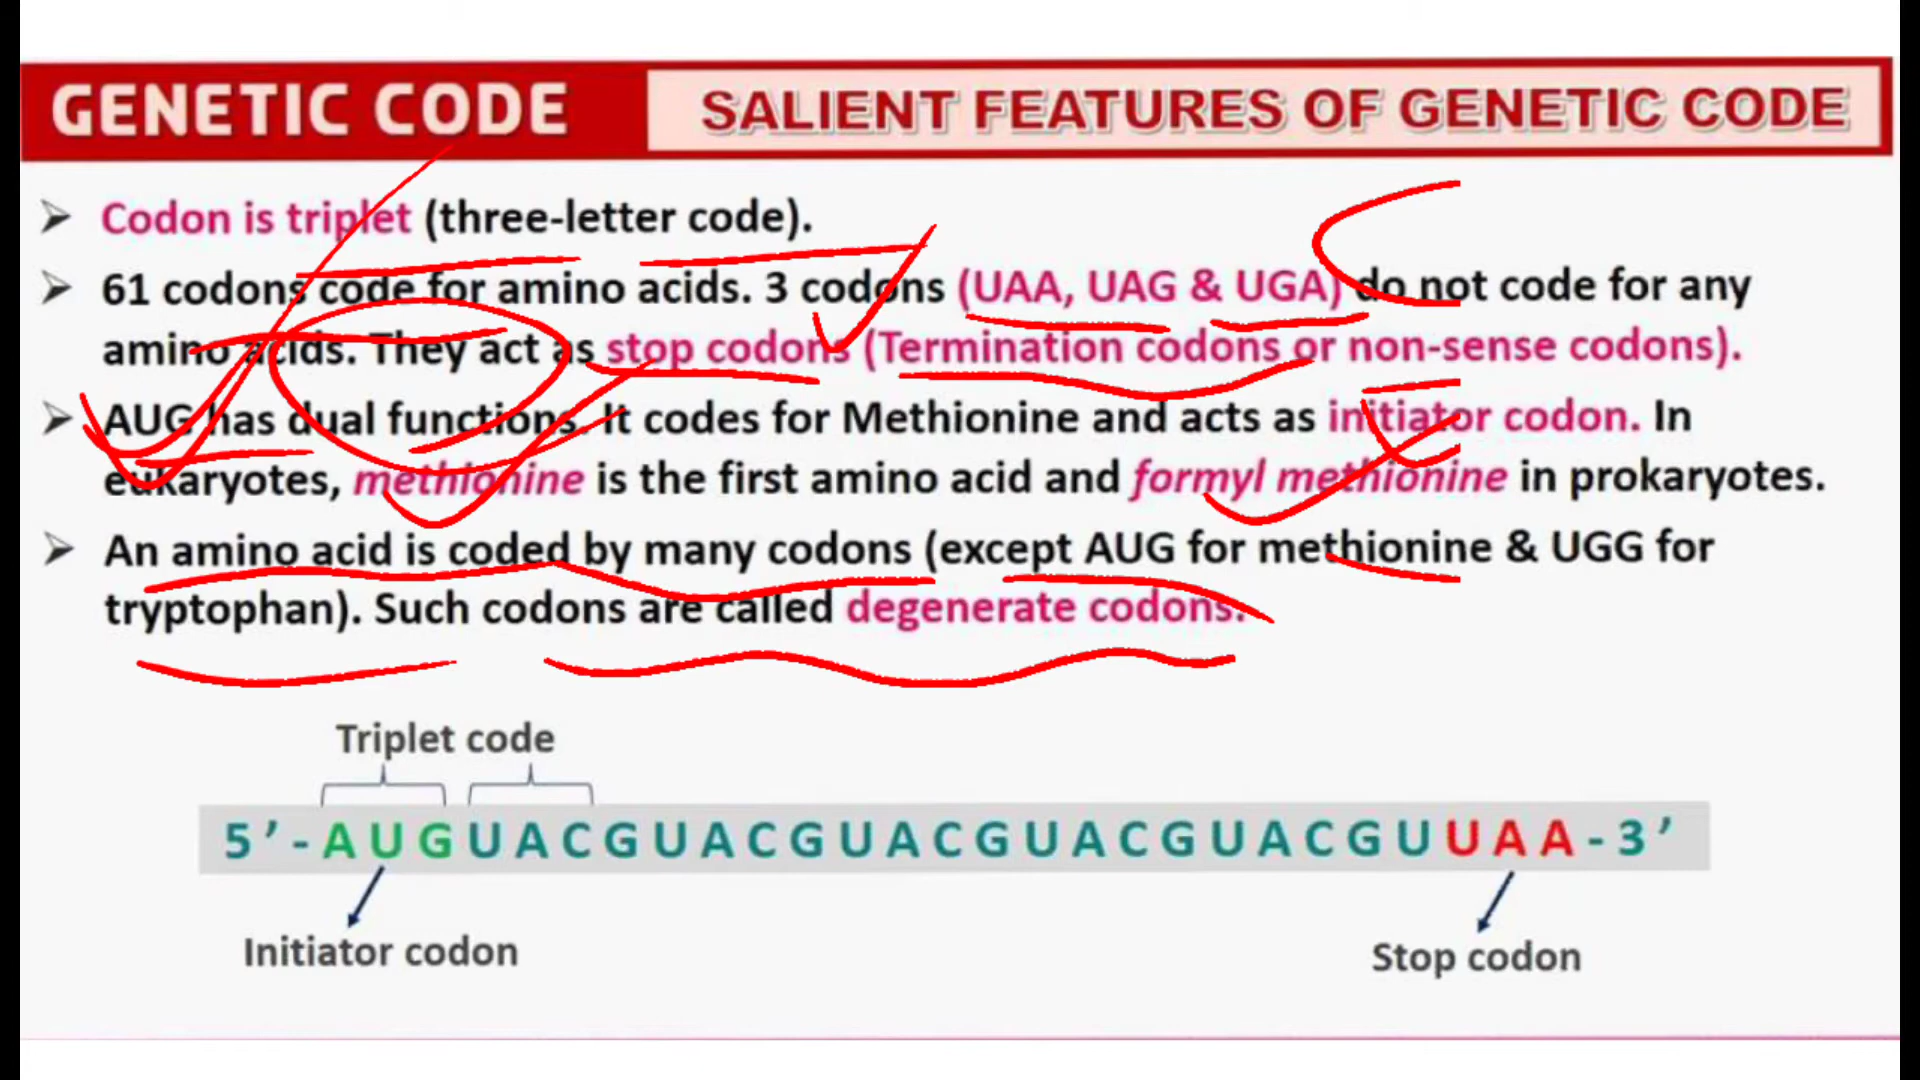 GENETIC CODE
SALIENT FEATURES OF GENETIC CODE
➢ Codon is triplet (three-letter code).
➢ 61 codons code for amino acids. 3 codons (UAA, UAG & UGA) do not code for any
amino acids. They act as stop codons (Termination codons or non-sense codons).
➢ AUG has dual functions. It codes for Methionine and acts as initiator codon. In
eukaryotes, methionine is the first amino acid and formyl methionine in prokaryotes.
➢ An amino acid is coded by many codons (except AUG for methionine & UGG for
tryptophan). Such codons are called degenerate codons.
Triplet code
5’-AUGUACGUACGUACGUACGUACGUUAA-3’
Initiator codon
Stop codon